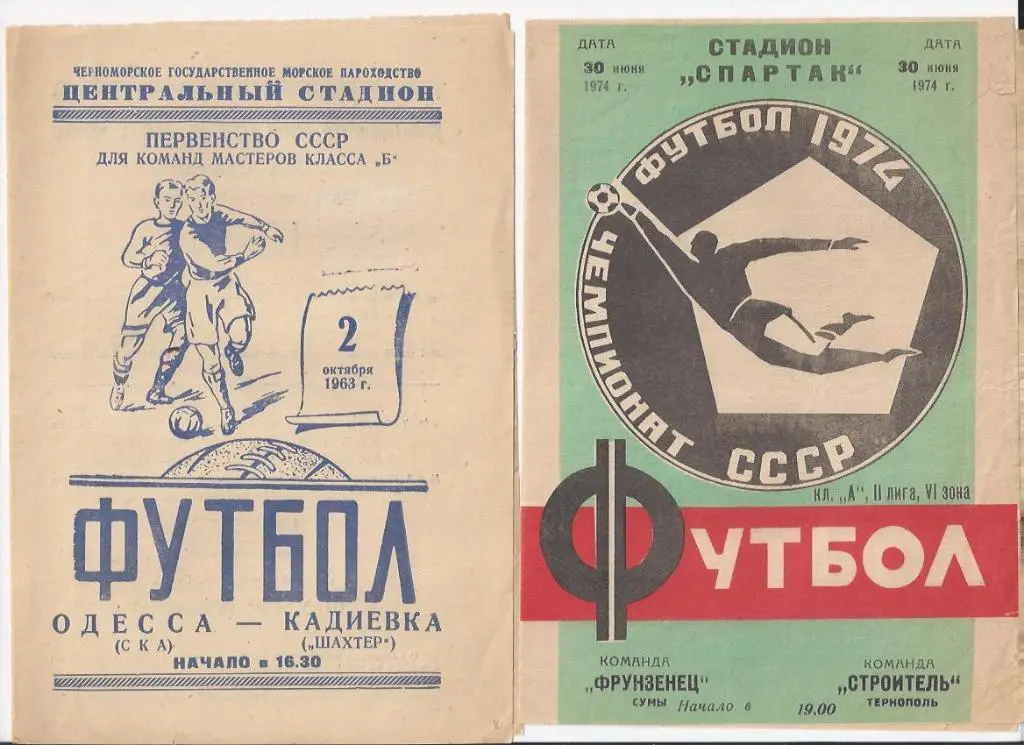 ЧЕРНОМОРСКОЕ ГОСУДАРСТВЕННОЕ МОРСКОЕ ПАРОХОДСТВО
ЦЕНТРАЛЬНЫЙ СТАДИОН
ПЕРВЕНСТВО СССР
ДЛЯ КОМАНД МАСТЕРОВ КЛАССА „Б“
2
октября
1963 г.
ФУТБОЛ
ОДЕССА — КАДИЕВКА
(СКА) („ШАХТЕР“)
НАЧАЛО в 16.30
ДАТА
30 июня
1974 г.
СТАДИОН
„СПАРТАК“
ДАТА
30 июня
1974 г.
ФУТБОЛ 1974
ЧЕМПИОНАТ СССР
кл. „А“, II лига, VI зона
ФУТБОЛ
КОМАНДА
„ФРУНЗЕНЕЦ“
СУМЫ
КОМАНДА
„СТРОИТЕЛЬ“
ТЕРНОПОЛЬ
Начало в 19,00